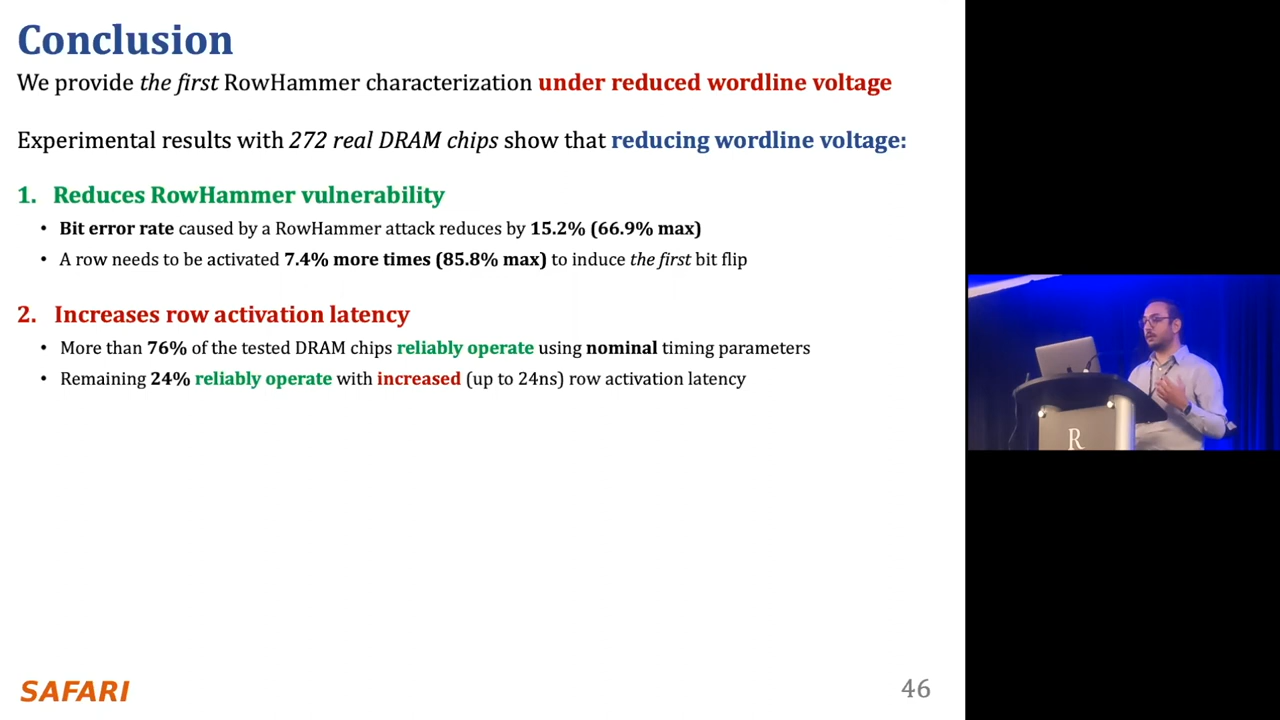 Conclusion
We provide the first RowHammer characterization under reduced wordline voltage
Experimental results with 272 real DRAM chips show that reducing wordline voltage:
1. Reduces RowHammer vulnerability
• Bit error rate caused by a RowHammer attack reduces by 15.2% (66.9% max)
• A row needs to be activated 7.4% more times (85.8% max) to induce the first bit flip
2. Increases row activation latency
• More than 76% of the tested DRAM chips reliably operate using nominal timing parameters
• Remaining 24% reliably operate with increased (up to 24ns) row activation latency
R
SAFARI
46